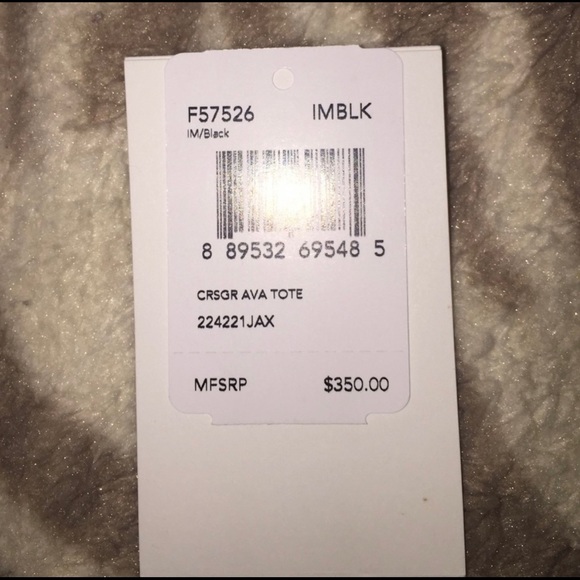 F57526 IMBLK
IM/Black
8 89532 69548 5
CRSGR AVA TOTE
224221JAX
MFSRP $350.00